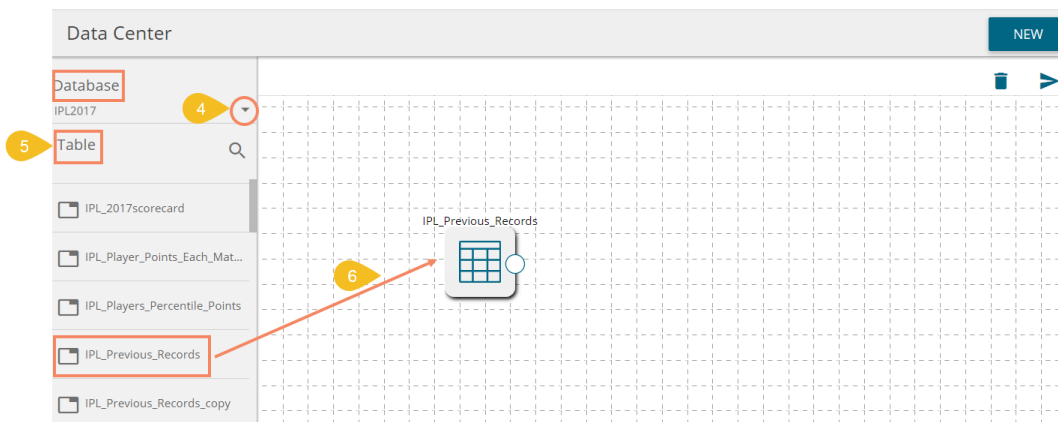 Data Center
NEW
Database
IPL2017
4
5
Table
IPL_2017scorecard
IPL_Previous_Records
IPL_Player_Points_Each_Mat...
6
IPL_Players_Percentile_Points
IPL_Previous_Records
IPL_Previous_Records_copy